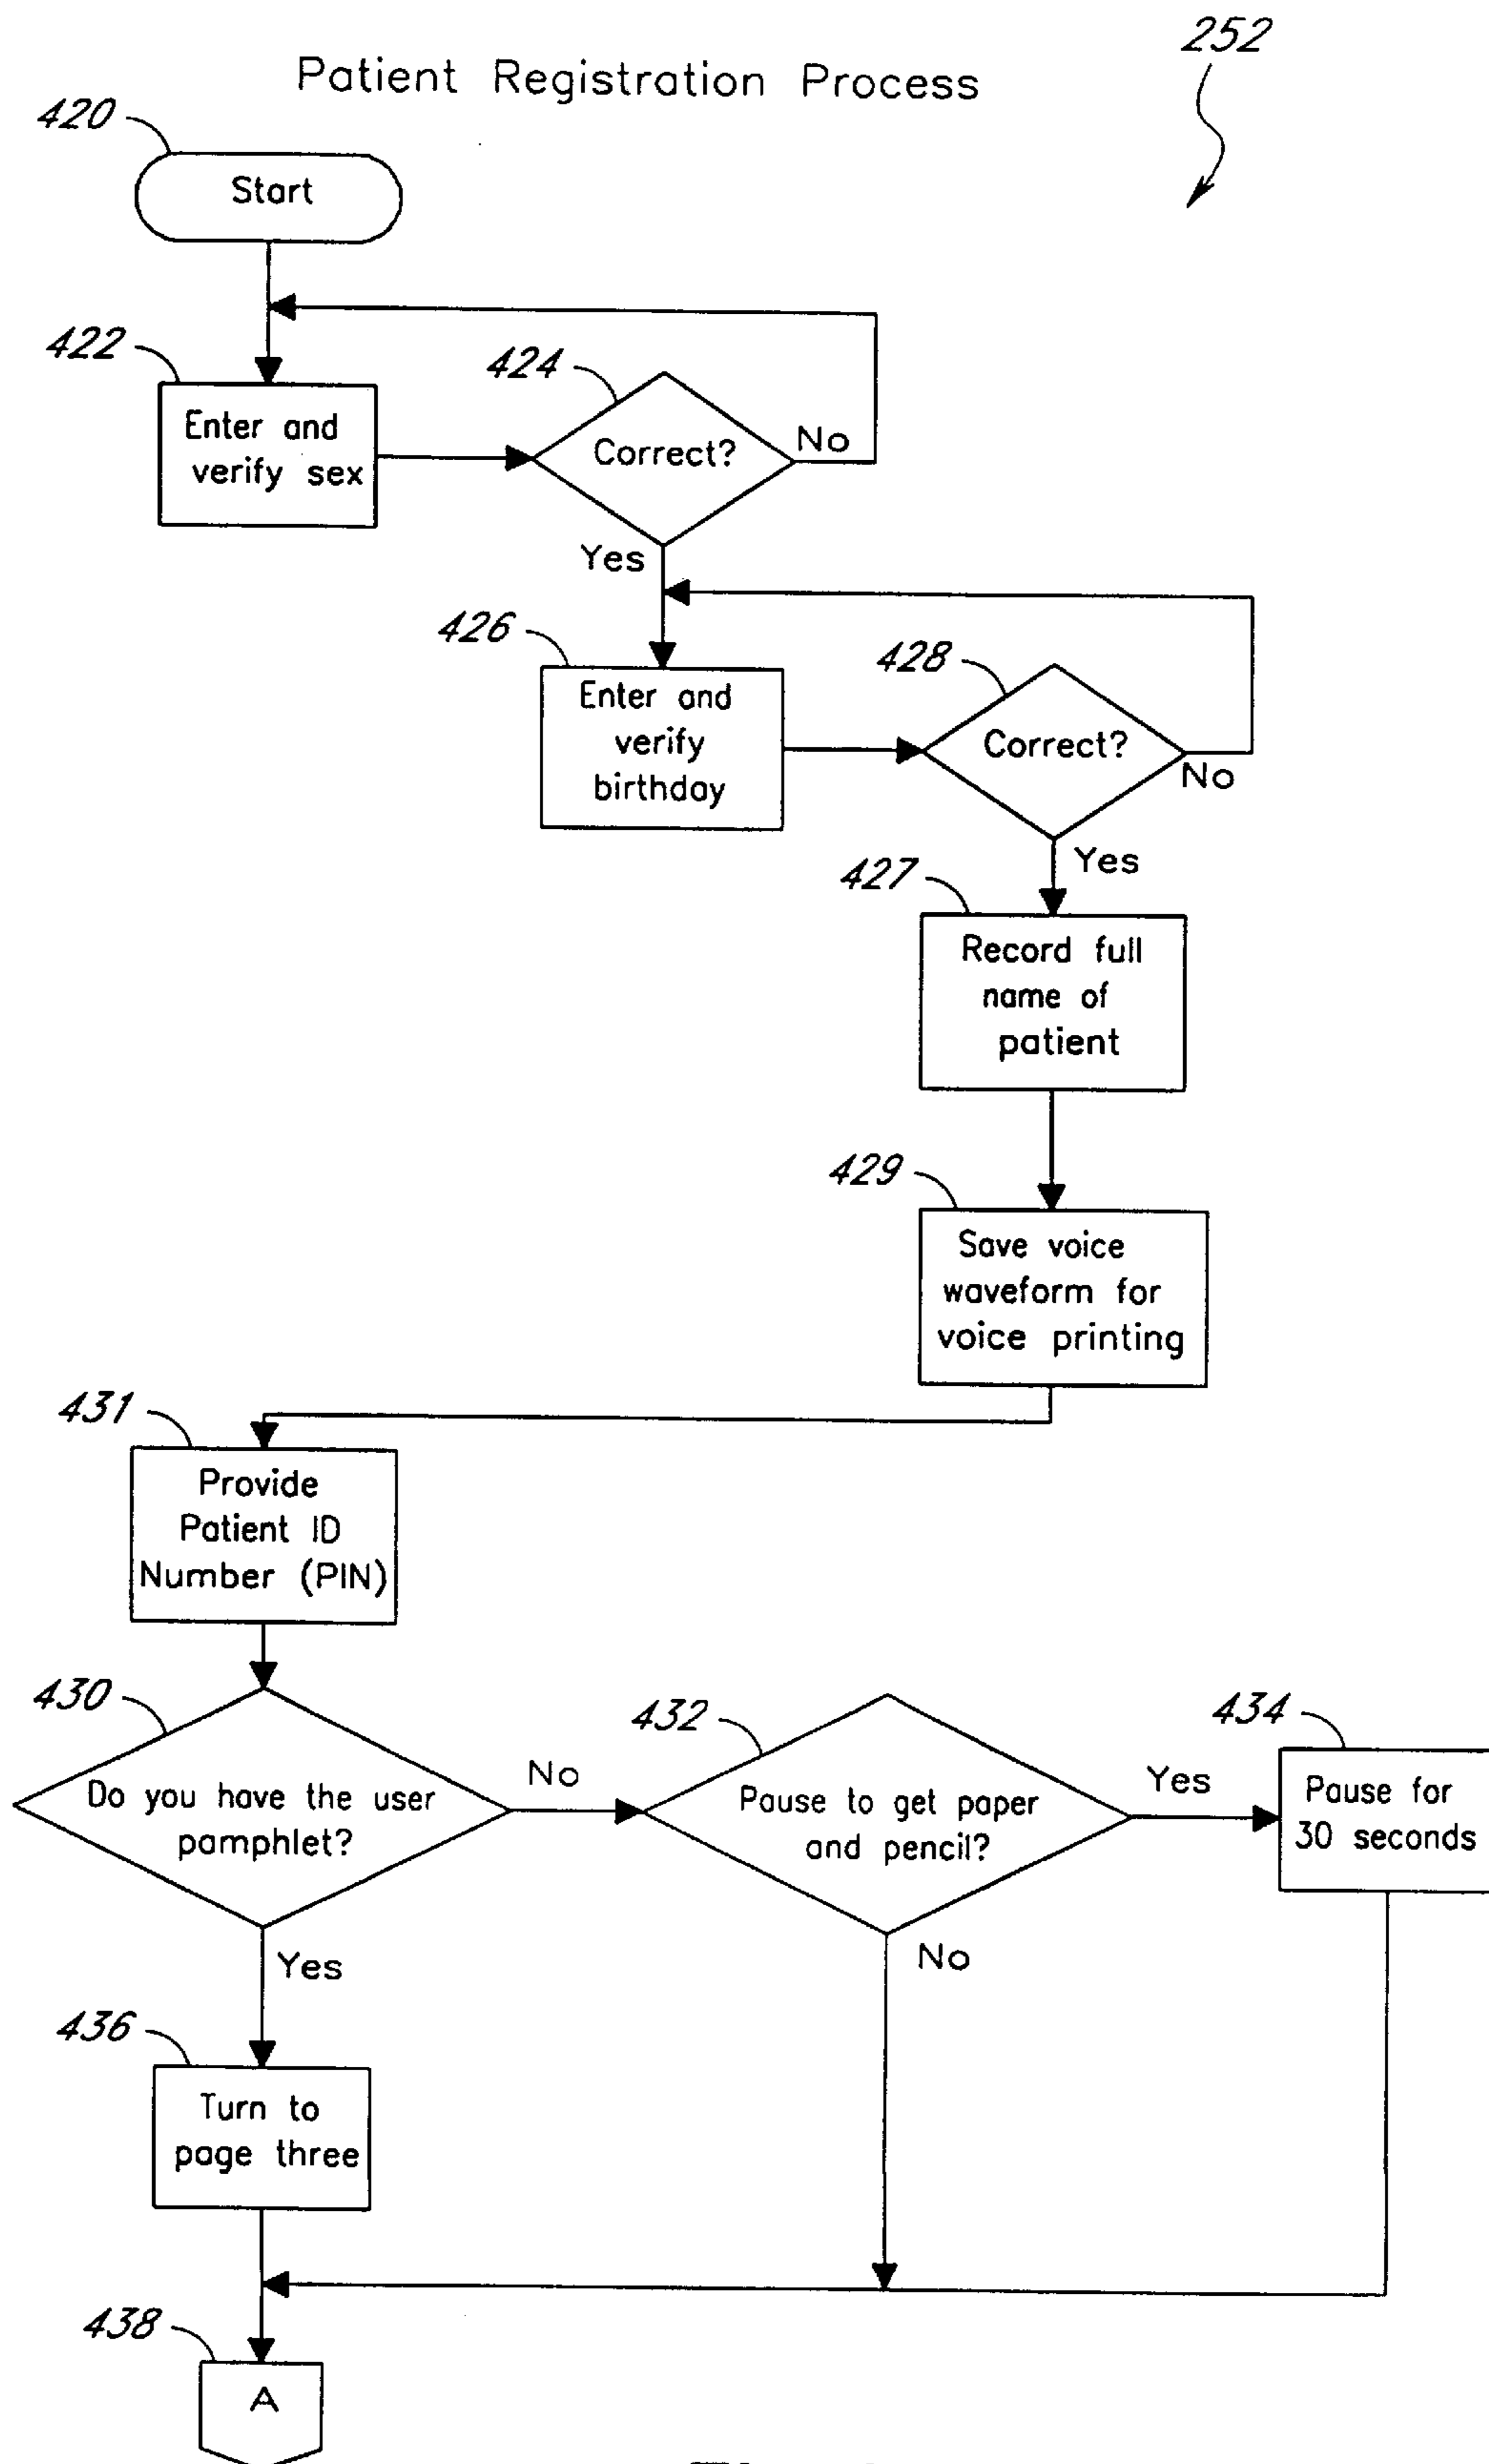 252
Patient Registration Process
420
Start
422
Enter and
verify sex
424
Correct?
No
Yes
426
Enter and
verify
birthday
428
Correct?
No
Yes
427
Record full
name of
patient
429
Save voice
waveform for
voice printing
431
Provide
Patient ID
Number (PIN)
430
Do you have the user
pamphlet?
No
432
Pause to get paper
and pencil?
Yes
434
Pause for
30 seconds
Yes
No
436
Turn to
page three
438
A